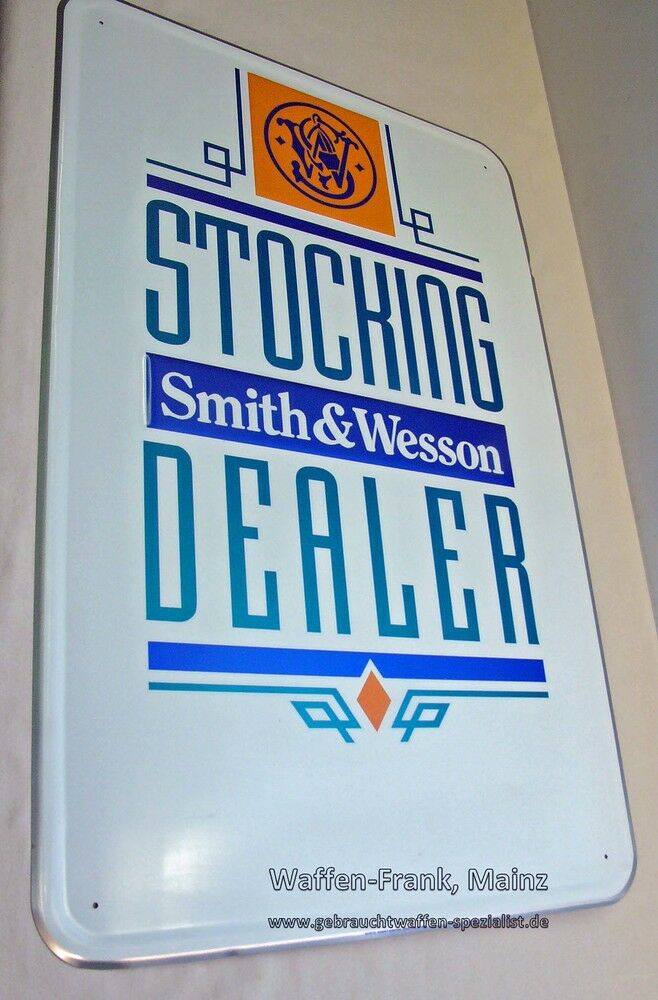 STOCKING
Smith & Wesson
DEALER
Waffen-Frank, Mainz
www.gebrauchtwaffen-spezialist.de